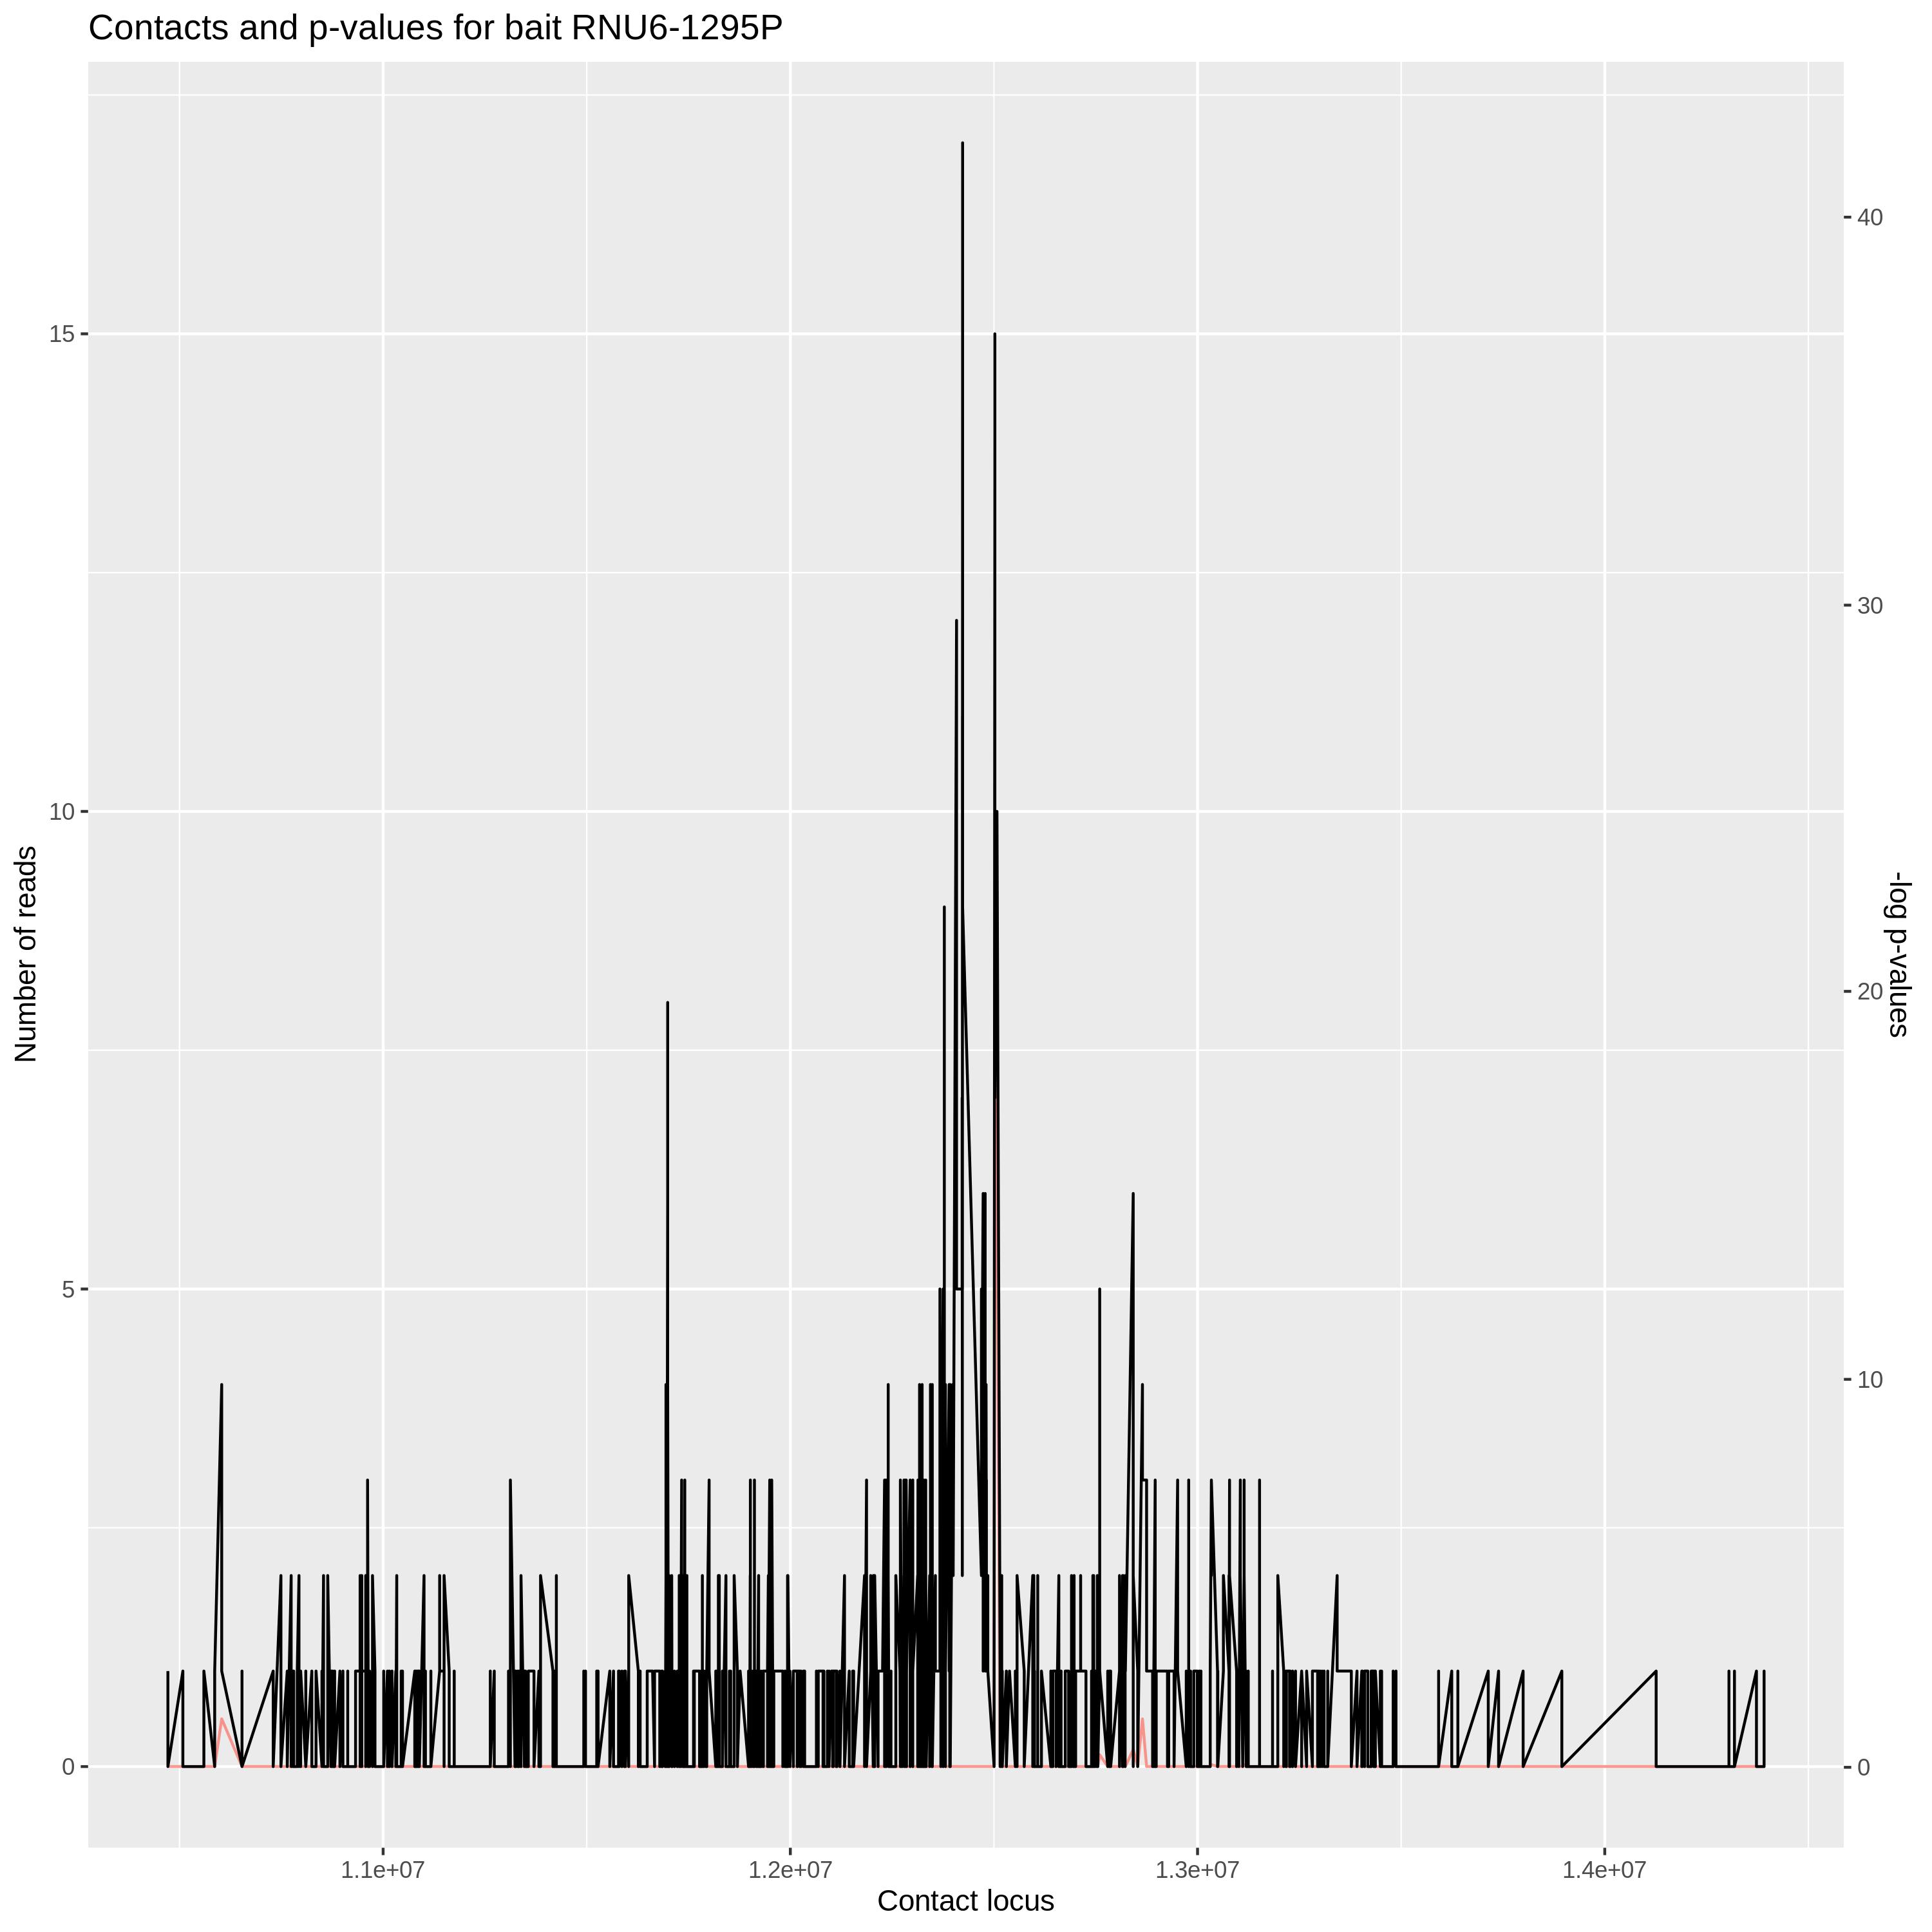 Contacts and p-values for bait RNU6-1295P
15
10
5
0
Number of reads
40
30
20
10
0
-log p-values
1.1e+07
1.2e+07
1.3e+07
1.4e+07
Contact locus